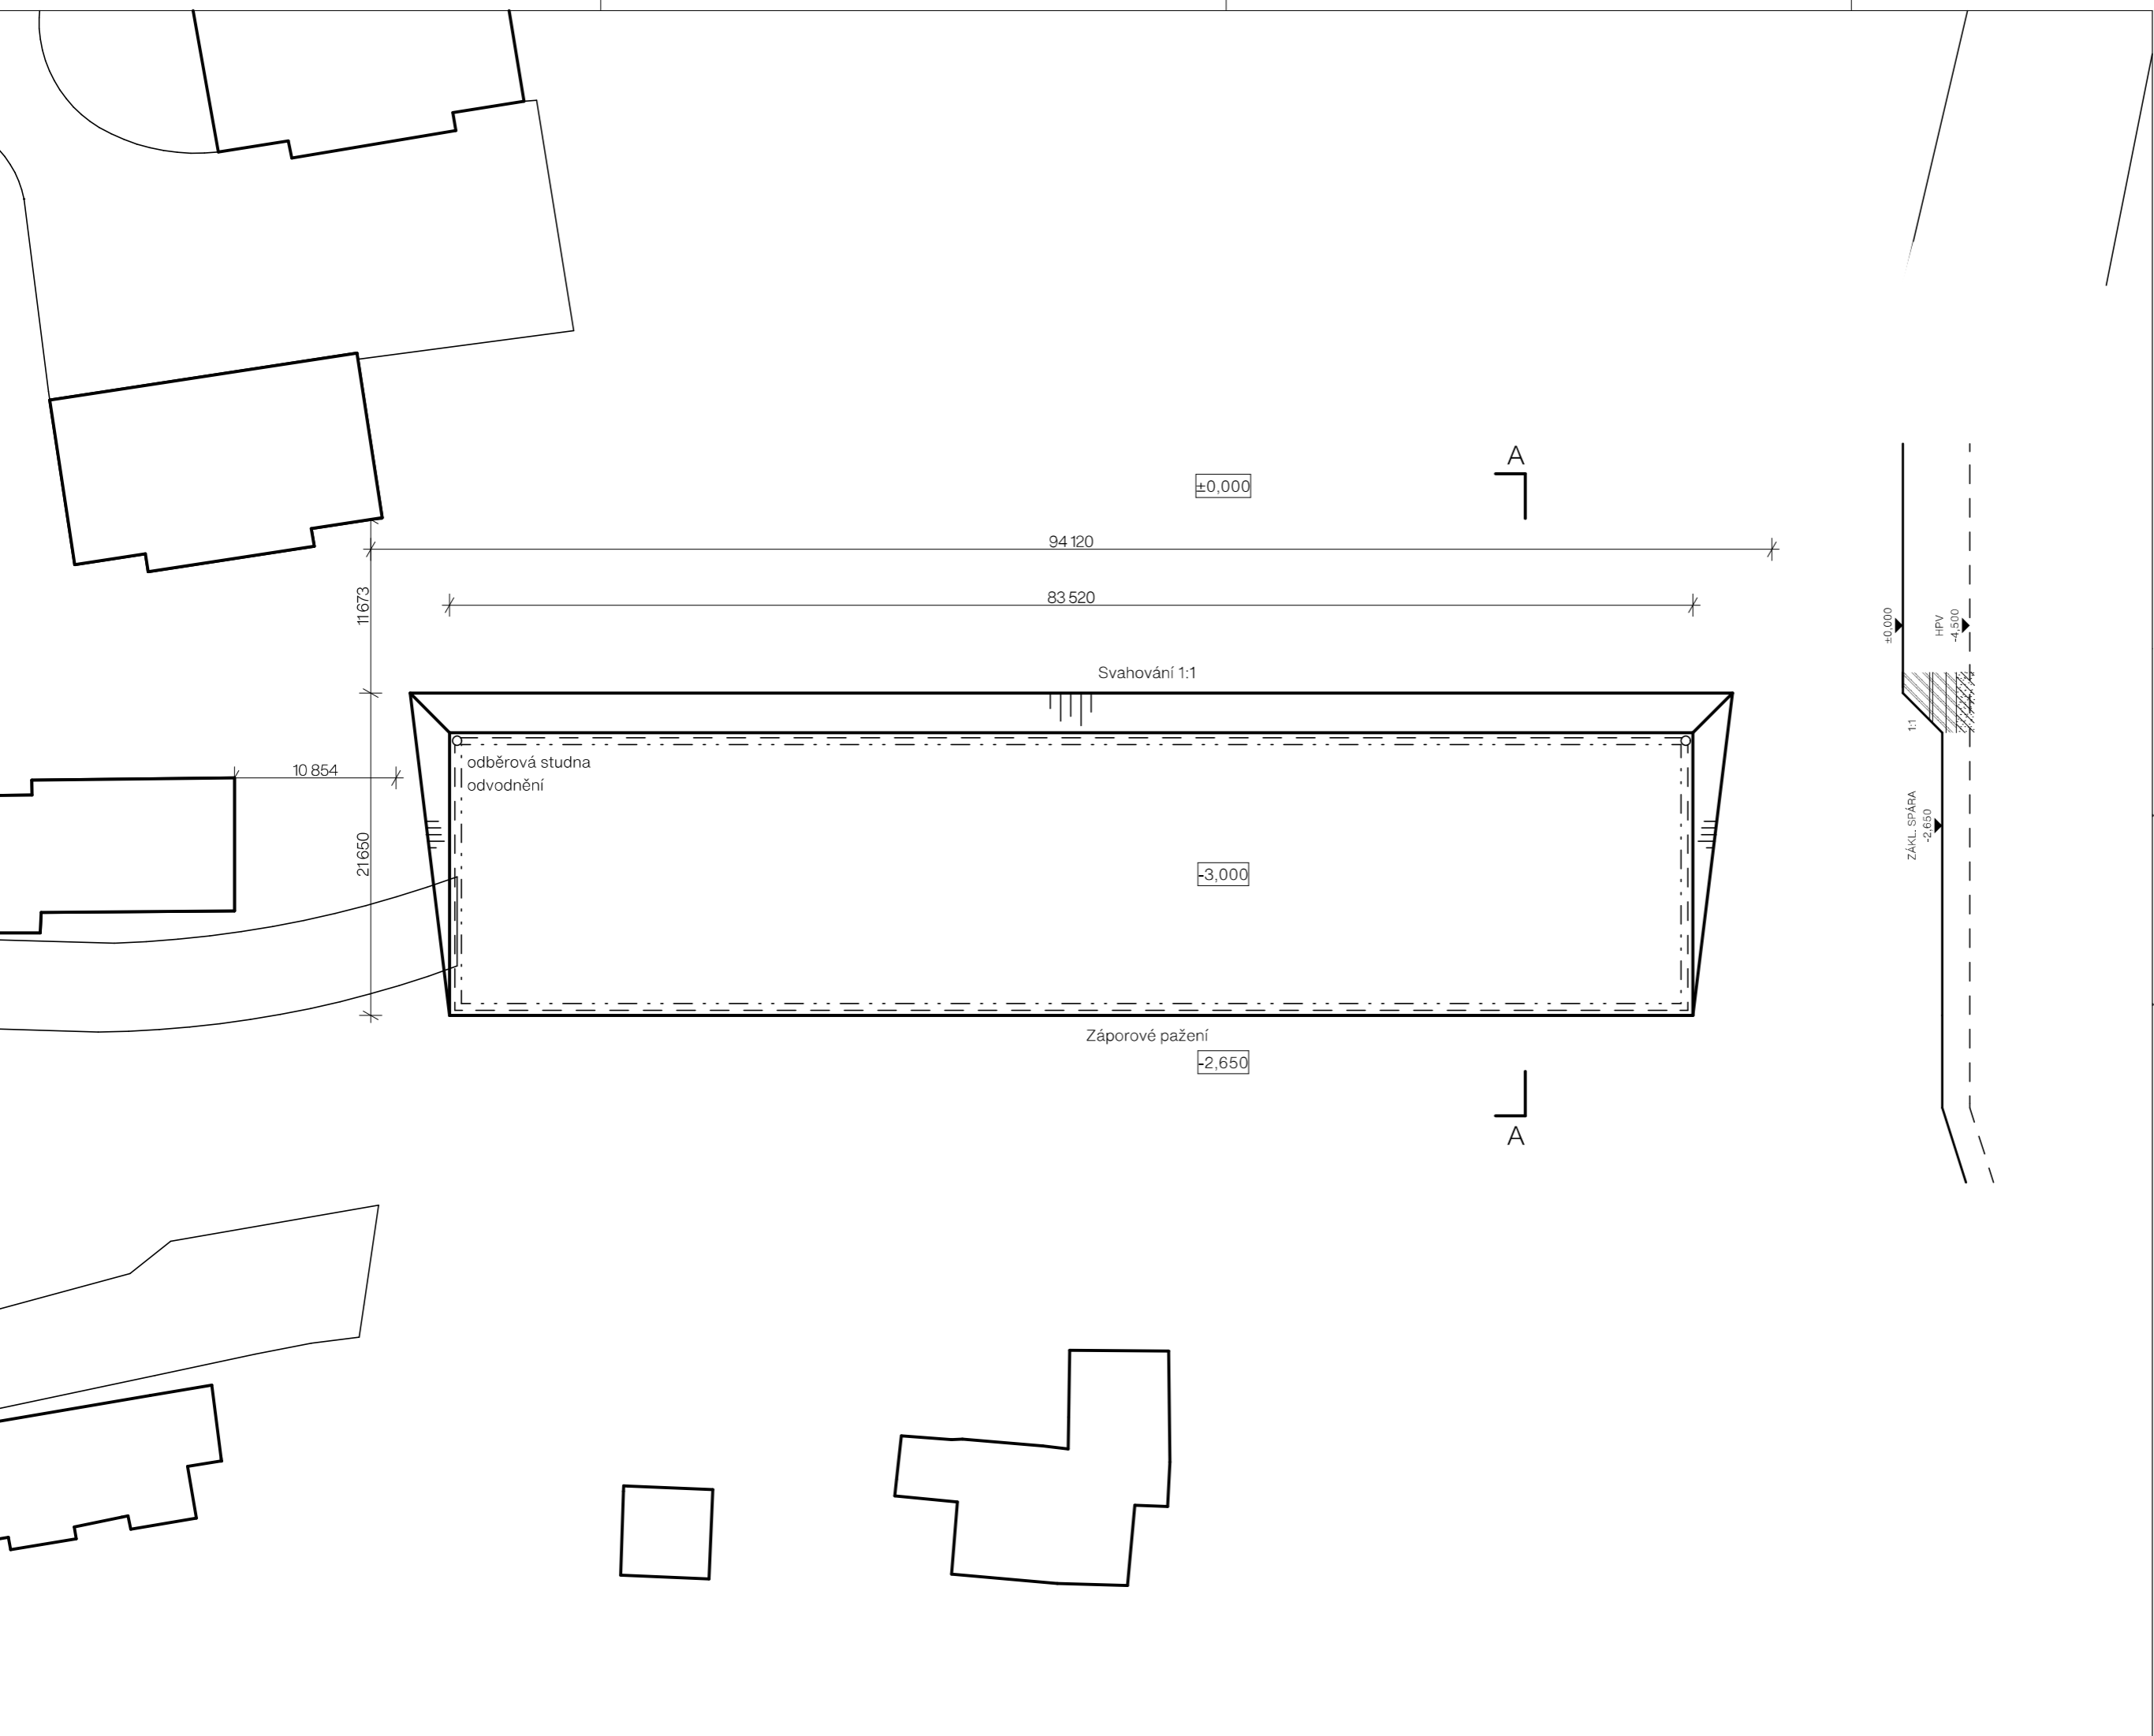 A
±0,000
94 120
83 520
11 673
±0,000
HPV
-4,500
Svahování 1:1
1:1
odběrová studna
odvodnění
10 854
21 650
ZÁKL. SPÁRA
-2,650
-3,000
Záporové pažení
-2,650
A